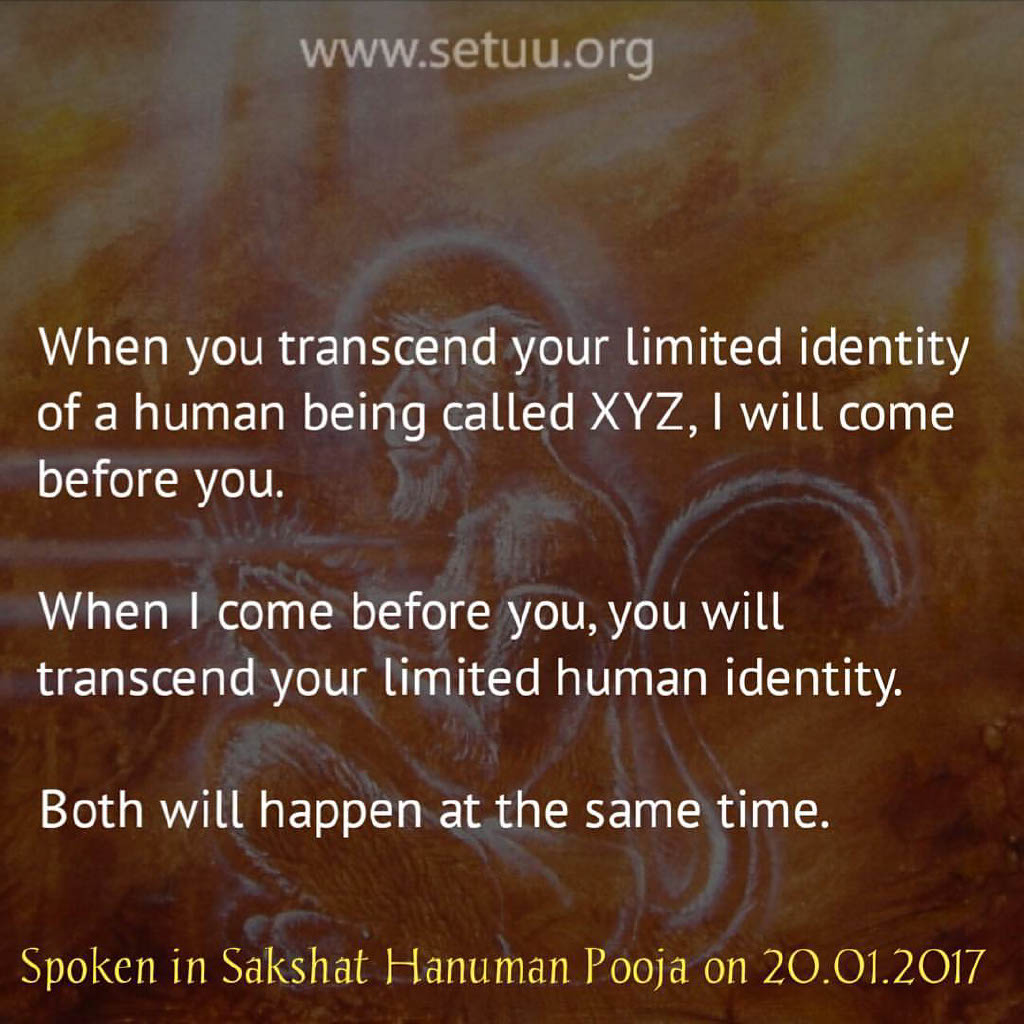 www.setuu.org
When you transcend your limited identity
of a human being called XYZ, I will come
before you.
When I come before you, you will
transcend your limited human identity.
Both will happen at the same time.
Spoken in Sakshat Hanuman Pooja on 20.01.2017